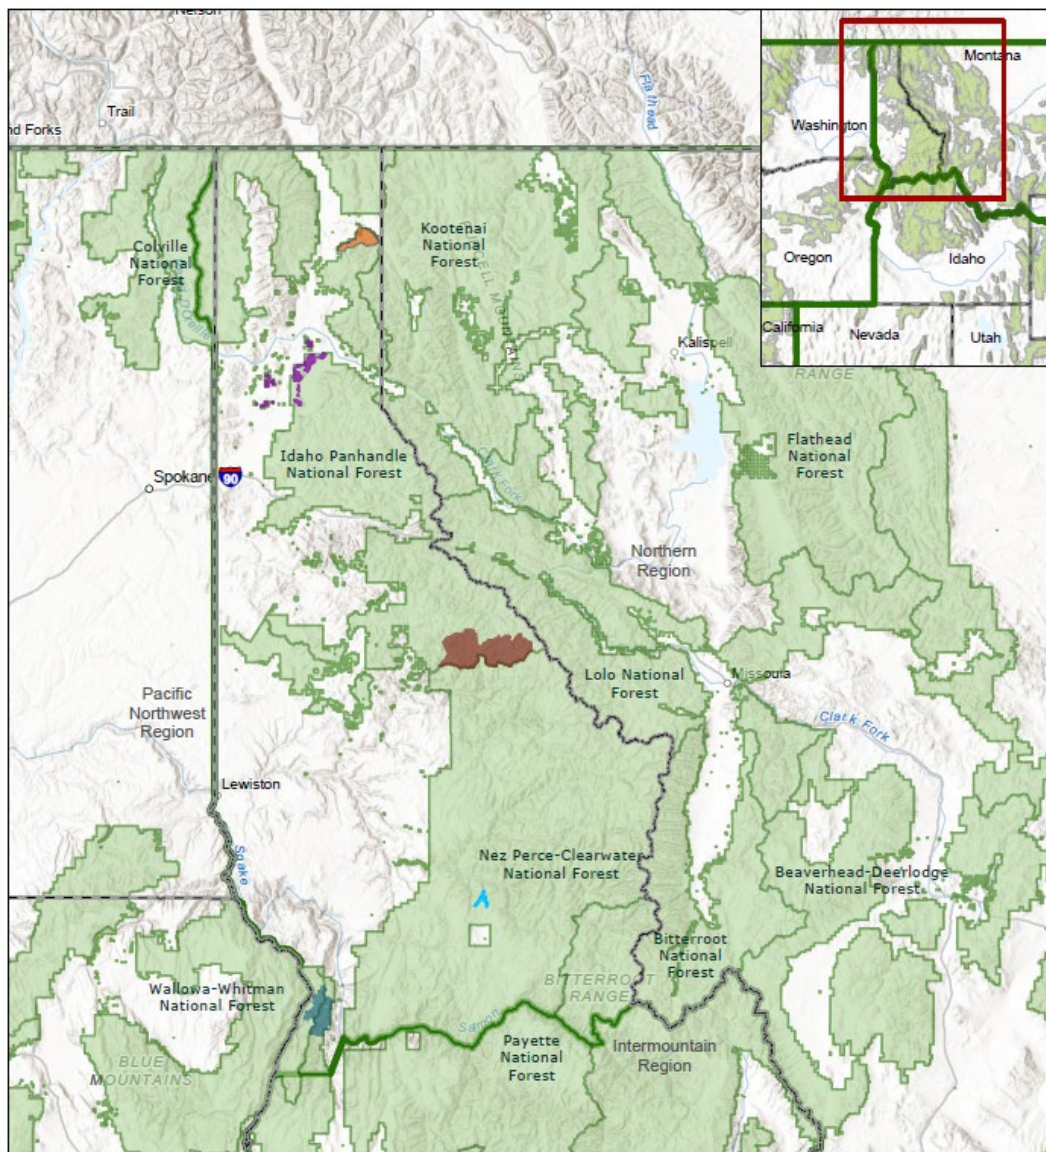 Nelson
Trail
nd Forks
Flathead
Montana
Washington
Oregon
Idaho
California
Nevada
Utah
Colville
National
Forest
Kootenai
National
Forest
Kalispell
RANGE
Flathead
National
Forest
Idaho Panhandle
National Forest
Spokane
90
Clark Fork
Northern
Region
Lolo National
Forest
Missoula
Clark Fork
Pacific
Northwest
Region
Lewiston
Snake
Nez Perce-Clearwater
National Forest
Beaverhead-Deerlodge
National Forest
Bitterroot
National
Forest
BITTERROOT
RANGE
Wallowa-Whitman
National Forest
Salmon
Payette
National
Forest
Intermountain
Region
BLUE
MOUNTAINS